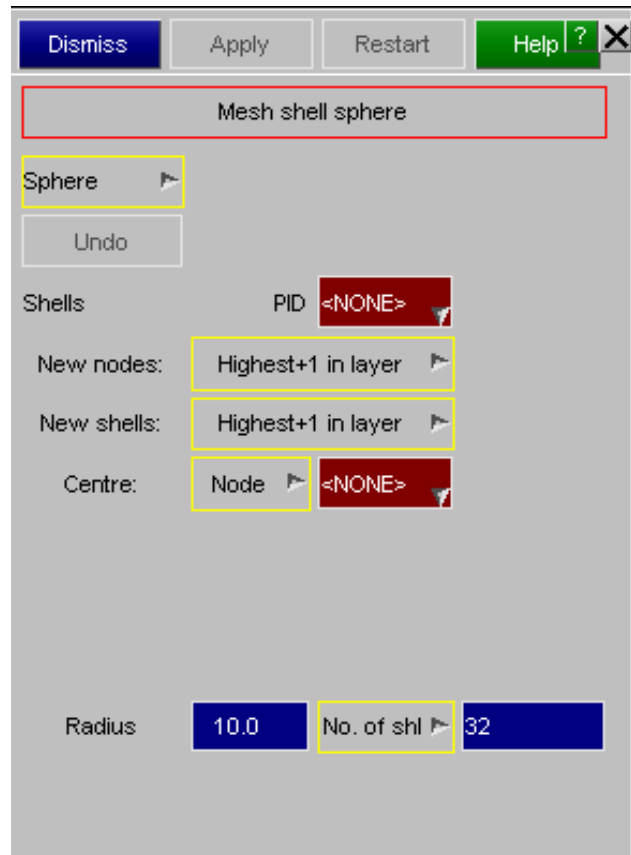 Dismiss Apply Restart Help ? X
Mesh shell sphere
Sphere
Undo
Shells PID <NONE>
New nodes: Highest+1 in layer
New shells: Highest+1 in layer
Centre: Node <NONE>
Radius 10.0 No. of shl 32